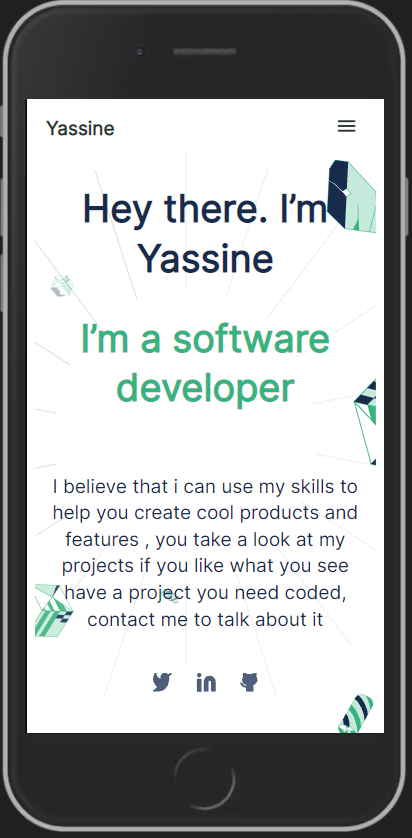 Yassine
Hey there. I’m
Yassine
I’m a software
developer
I believe that i can use my skills to
help you create cool products and
features , you take a look at my
projects if you like what you see
have a project you need coded,
contact me to talk about it